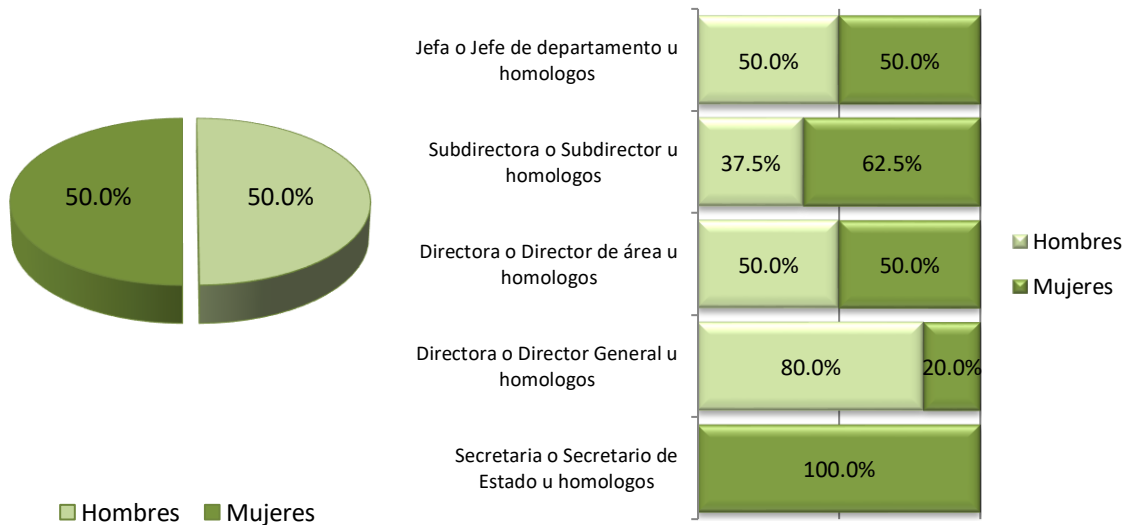 50.0%
50.0%
Hombres
Mujeres
Jefa o Jefe de departamento u
homologos
50.0%
50.0%
Subdirectora o Subdirector u
homologos
37.5%
62.5%
Directora o Director de área u
homologos
50.0%
50.0%
Directora o Director General u
homologos
80.0%
20.0%
Secretaria o Secretario de
Estado u homologos
100.0%
Hombres
Mujeres